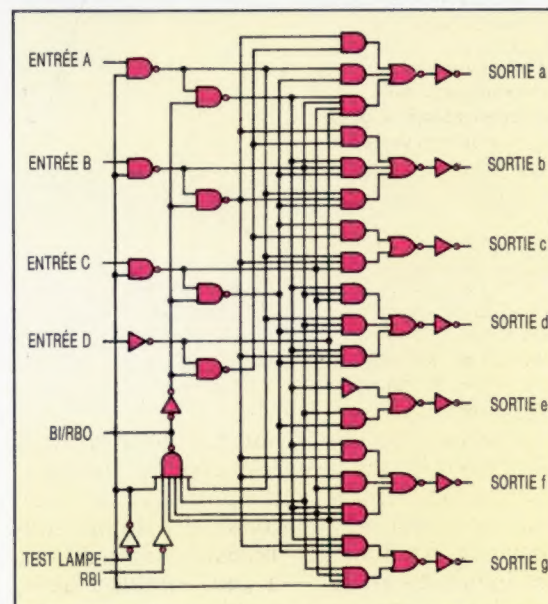 ENTRÉE A
ENTRÉE B
ENTRÉE C
ENTRÉE D
BI/RBO
TEST LAMPE
RBI
SORTIE a
SORTIE b
SORTIE c
SORTIE d
SORTIE e
SORTIE f
SORTIE g